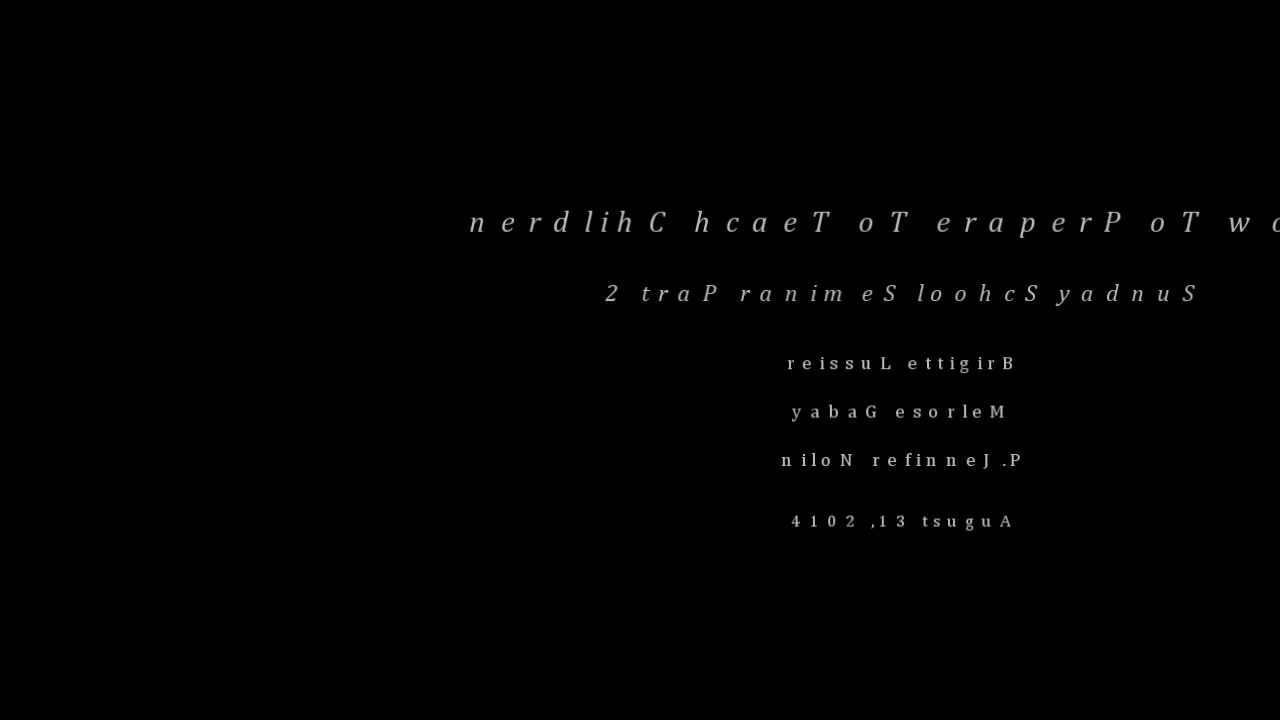 nerdlihC hcaeT oT eraperP oT wo
2 traP ranimeS loohcS yadnuS
reissuL ettigirB
yabaG esorleM
niloN refinneJ .P
4102 ,13 tsuguA